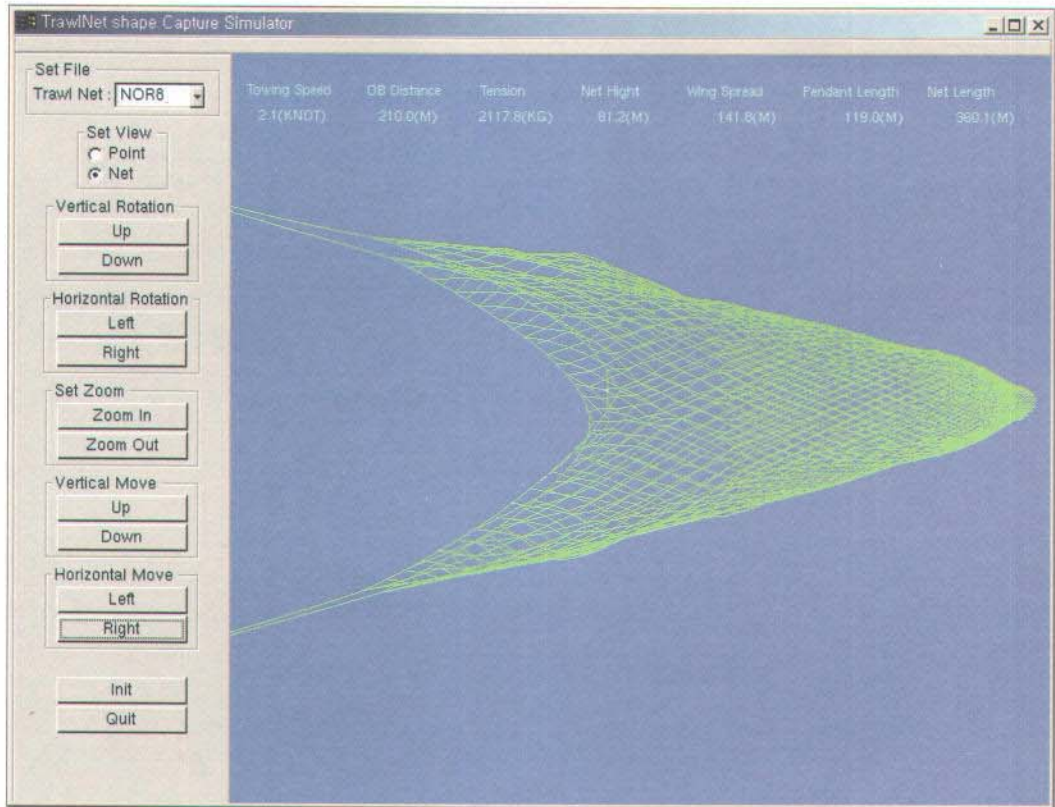 TrawlNet shape Capture Simulator
Set File
Trawl Net : NOR8_
Set View
Point
Net
Vertical Rotation
Up
Down
Horizontal Rotation
Left
Right
Set Zoom
Zoom In
Zoom Out
Vertical Move
Up
Down
Horizontal Move
Left
Right
Init
Quit
Towing Speed DB Distance Tension Net Hight Wing Spread Pendant Length Net Length
2.1(KNOT) 210.0(M) 2117.8(KG) 81.2(M) 141.8(M) 119.0(M) 360.1(M)